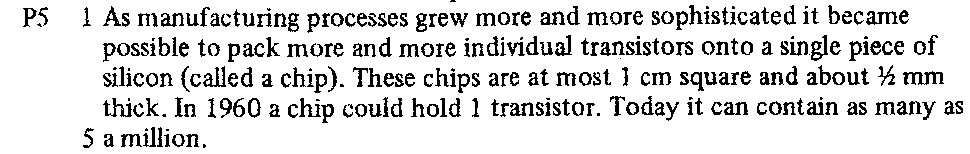 P5 1 As manufacturing processes grew more and more sophisticated it became
possible to pack more and more individual transistors onto a single piece of
silicon (called a chip). These chips are at most 1 cm square and about ½ mm
thick. In 1960 a chip could hold 1 transistor. Today it can contain as many as
5 a million.